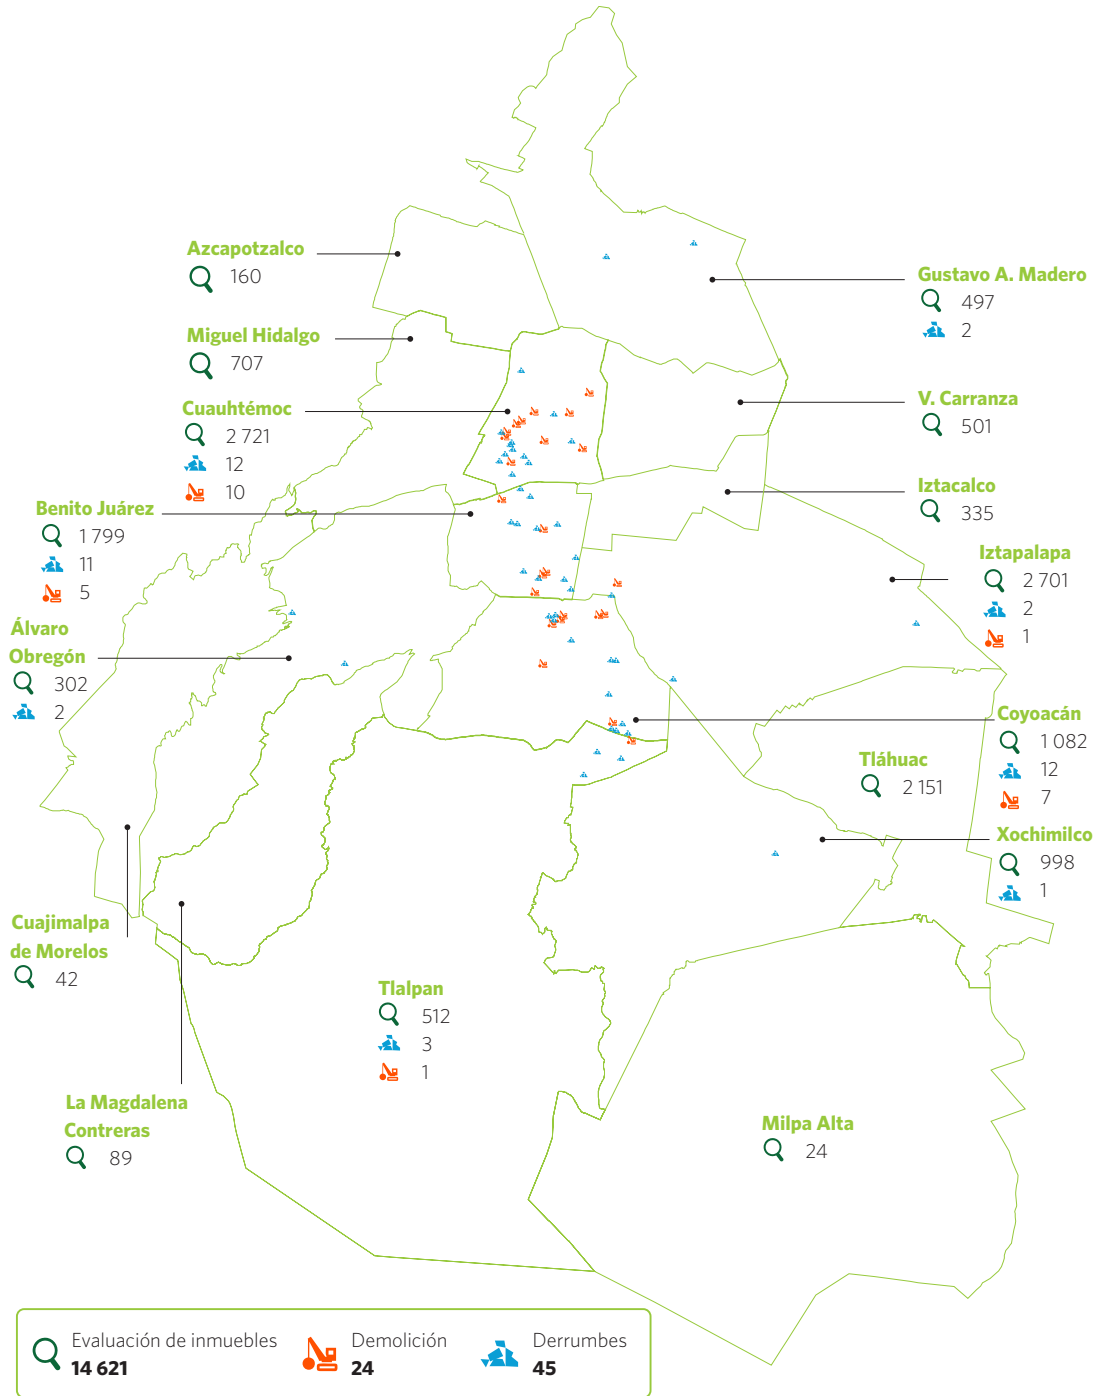 Azcapotzalco
160
Miguel Hidalgo
707
Cuauhtémoc
2 721
12
10
Benito Juárez
1 799
11
5
Álvaro
Obregón
302
2
Cuajimalpa
de Morelos
42
La Magdalena
Contreras
89
Tlalpan
512
3
1
Gustavo A. Madero
497
2
V. Carranza
501
Iztacalco
335
Iztapalapa
2 701
2
1
Coyoacán
1 082
12
7
Tláhuac
2 151
Xochimilco
998
1
Milpa Alta
24
Evaluación de inmuebles
14 621
Demolición
24
Derrumbes
45